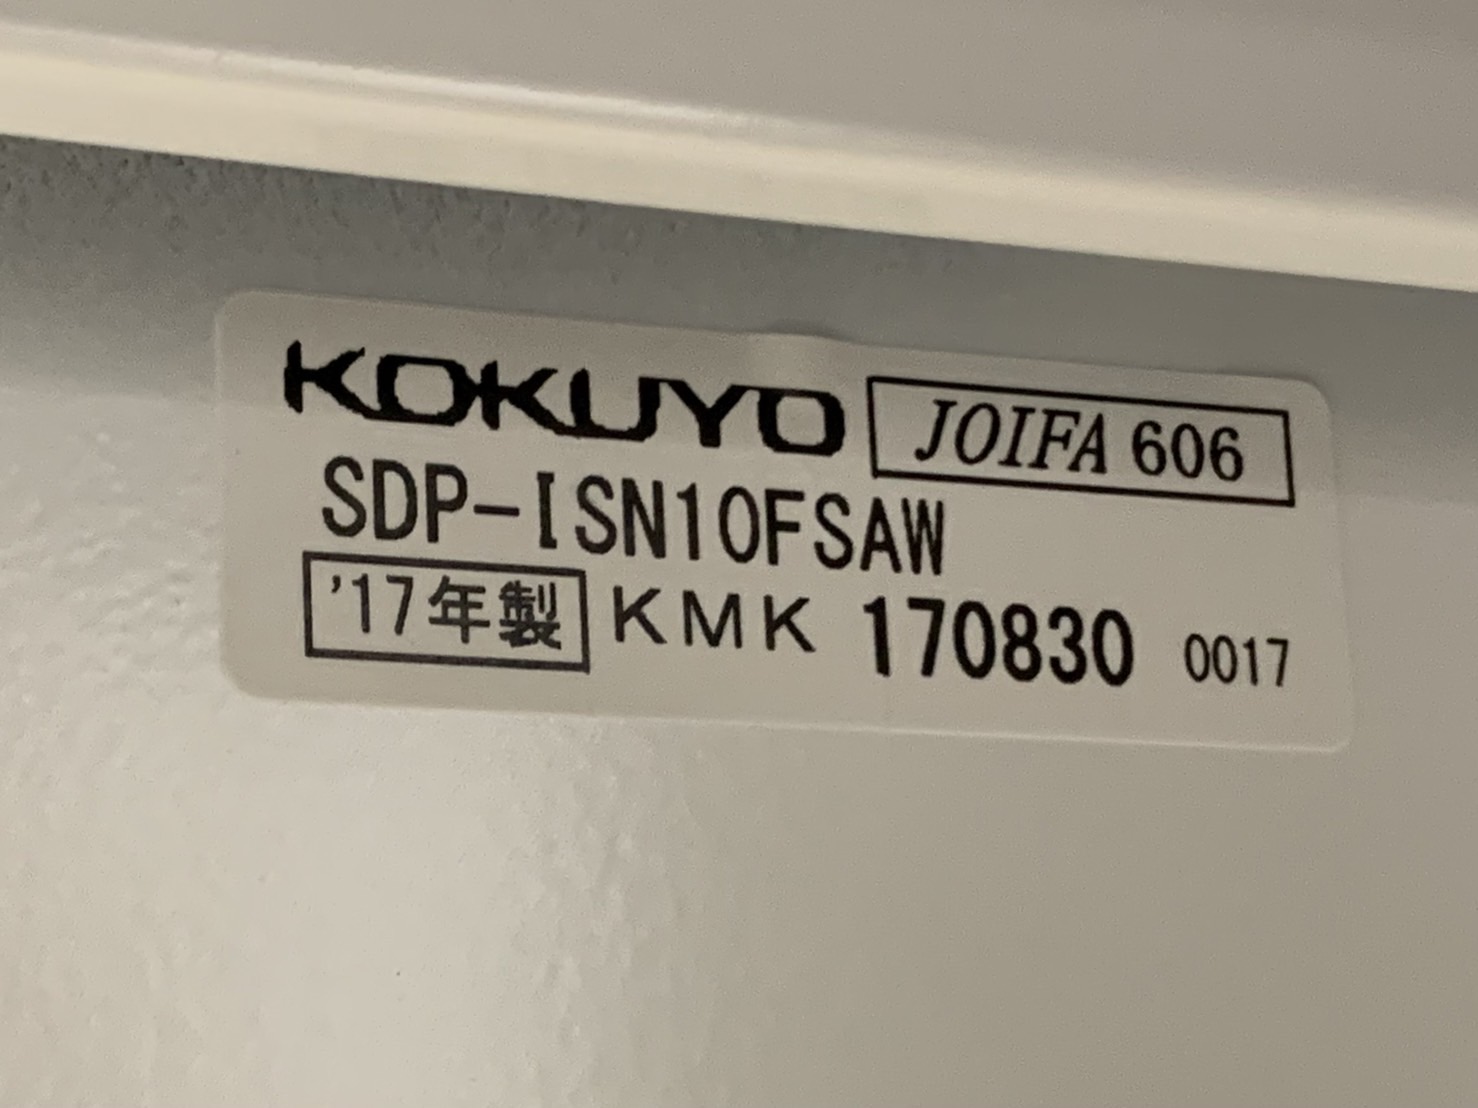 KOKUYO JOIFA 606
SDP-ISN10FSAW
'17年製 KMK 170830 0017